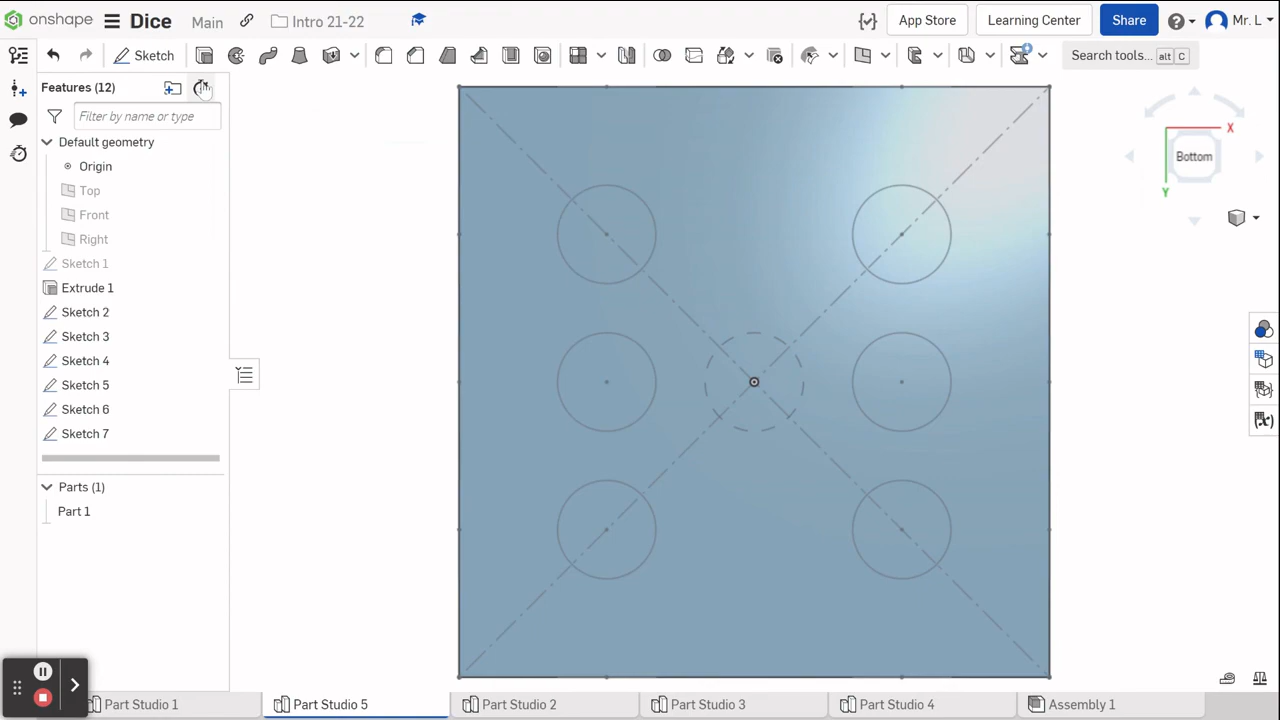 onshape Dice Main Intro 21-22 App Store Learning Center Share Mr. L
Sketch Search tools... alt C
Features (12)
Filter by name or type
Default geometry
Origin
Top
Front
Right
Sketch 1
Extrude 1
Sketch 2
Sketch 3
Sketch 4
Sketch 5
Sketch 6
Sketch 7
Parts (1)
Part 1
X
Bottom
Y
Part Studio 1 Part Studio 5 Part Studio 2 Part Studio 3 Part Studio 4 Assembly 1